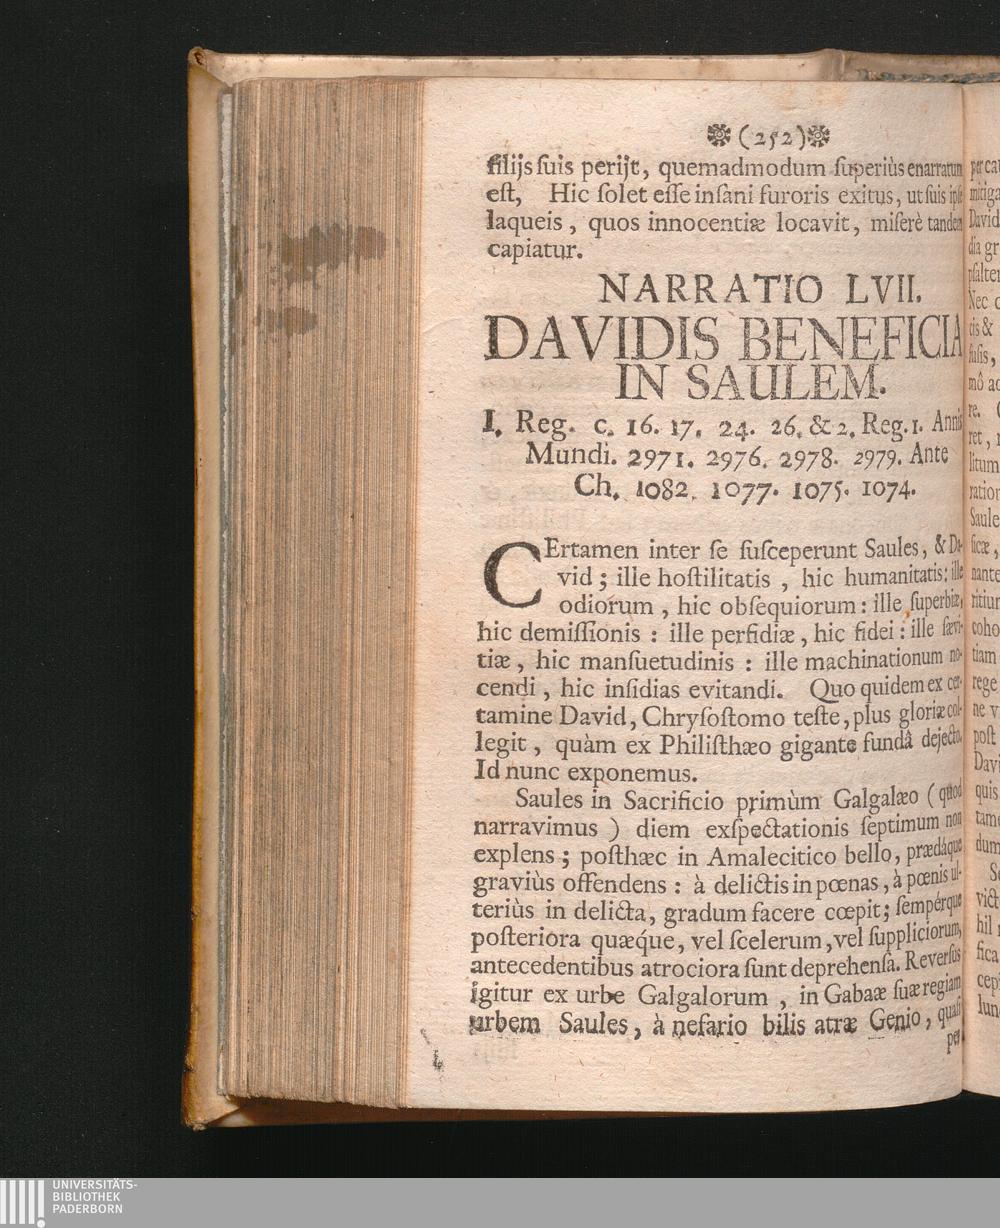 (252)
filijs ſuis perijt, quemadmodum ſuperiùs enarratum
eſt, Hic ſolet eſſe inſani furoris exitus, ut ſuis ipſe
laqueis, quos innocentiæ locavit, miſerè tandem
capiatur.
NARRATIO LVII.
DAVIDIS BENEFICIA
IN SAULEM.
I. Reg. c. 16. 17. 24. 26. & 2. Reg. 1. Annis
Mundi. 2971. 2976. 2978. 2979. Ante
Ch. 1082. 1077. 1075. 1074.
CErtamen inter ſe ſuſceperunt Saules, & Da-
vid; ille hoſtilitatis, hic humanitatis: ille
odiorum, hic obſequiorum: ille ſuperbiæ,
hic demiſſionis: ille perfidiæ, hic fidei: ille ſævi-
tiæ, hic manſuetudinis: ille machinationum no-
cendi, hic inſidias evitandi. Quo quidem ex cer-
tamine David, Chryſoſtomo teſte, plus gloriæ col-
legit, quàm ex Philiſthæo gigante fundâ dejecto.
Id nunc exponemus.
Saules in Sacrificio primùm Galgalæo (quod
narravimus) diem exſpectationis ſeptimum non
explens; poſthæc in Amalecitico bello, prædâque
graviùs offendens: à delictis in pœnas, à pœnis ul-
teriùs in delicta, gradum facere cœpit; ſempérque
poſteriora quæq́ue, vel ſcelerum, vel ſuppliciorum,
antecedentibus atrociora ſunt deprehenſa. Reverſus
igitur ex urbe Galgalorum, in Gabaæ ſuæ regiam
urbem Saules, à nefario bilis atræ Genio, quaſi
per
UNIVERSITÄTS-
BIBLIOTHEK
PADERBORN